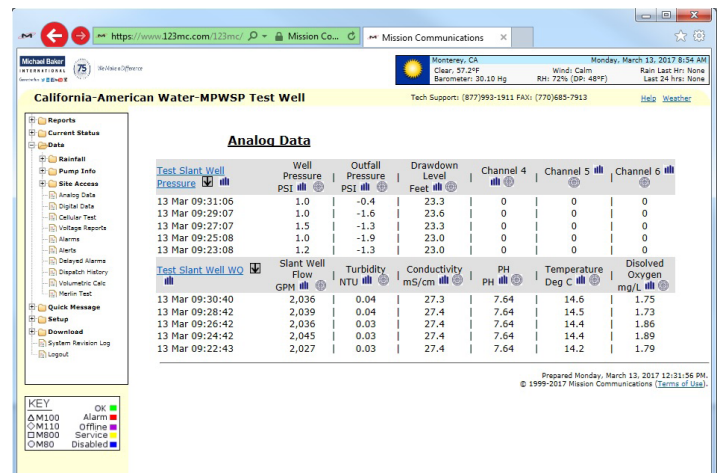 https://www.123mc.com/123mc/
Mission Co...
Mission Communications
Michael Baker
INTERNATIONAL
75
We Make a Difference
Monterey, CA Monday, March 13, 2017 8:54 AM
Clear, 57.2°F Wind: Calm Rain Last Hr: None
Barometer: 30.10 Hg RH: 72% (DP: 48°F) Last 24 hrs: None
California-American Water-MPWSP Test Well
Tech Support: (877)993-1911 FAX: (770)685-7913
Help Weather
Reports
Current Status
Data
Rainfall
Pump Info
Site Access
Analog Data
Digital Data
Cellular Test
Voltage Reports
Alarms
Alerts
Delayed Alarms
Dispatch History
Volumetric Calc
Merlin Test
Quick Message
Setup
Download
System Revision Log
Logout
KEY
OK
M100 Alarm
M110 Offline
M800 Service
M80 Disabled
Analog Data
Test Slant Well Pressure | Well Pressure PSI | Outfall Pressure PSI | Drawdown Level Feet | Channel 4 | Channel 5 | Channel 6
13 Mar 09:31:06 1.0 | -0.4 | 23.3 | 0 | 0 | 0
13 Mar 09:29:07 1.0 | -1.6 | 23.6 | 0 | 0 | 0
13 Mar 09:27:07 1.5 | -1.3 | 23.3 | 0 | 0 | 0
13 Mar 09:25:08 1.0 | -1.9 | 23.0 | 0 | 0 | 0
13 Mar 09:23:08 1.2 | -1.3 | 23.0 | 0 | 0 | 0
Test Slant Well WQ | Slant Well Flow GPM | Turbidity NTU | Conductivity mS/cm | PH PH | Temperature Deg C | Disolved Oxygen mg/L
13 Mar 09:30:40 2,036 | 0.04 | 27.3 | 7.64 | 14.6 | 1.75
13 Mar 09:28:42 2,039 | 0.04 | 27.4 | 7.64 | 14.5 | 1.73
13 Mar 09:26:42 2,036 | 0.03 | 27.4 | 7.64 | 14.4 | 1.86
13 Mar 09:24:42 2,045 | 0.03 | 27.4 | 7.64 | 14.4 | 1.89
13 Mar 09:22:43 2,027 | 0.03 | 27.4 | 7.64 | 14.2 | 1.79
Prepared Monday, March 13, 2017 12:31:56 PM.
© 1999-2017 Mission Communications (Terms of Use).